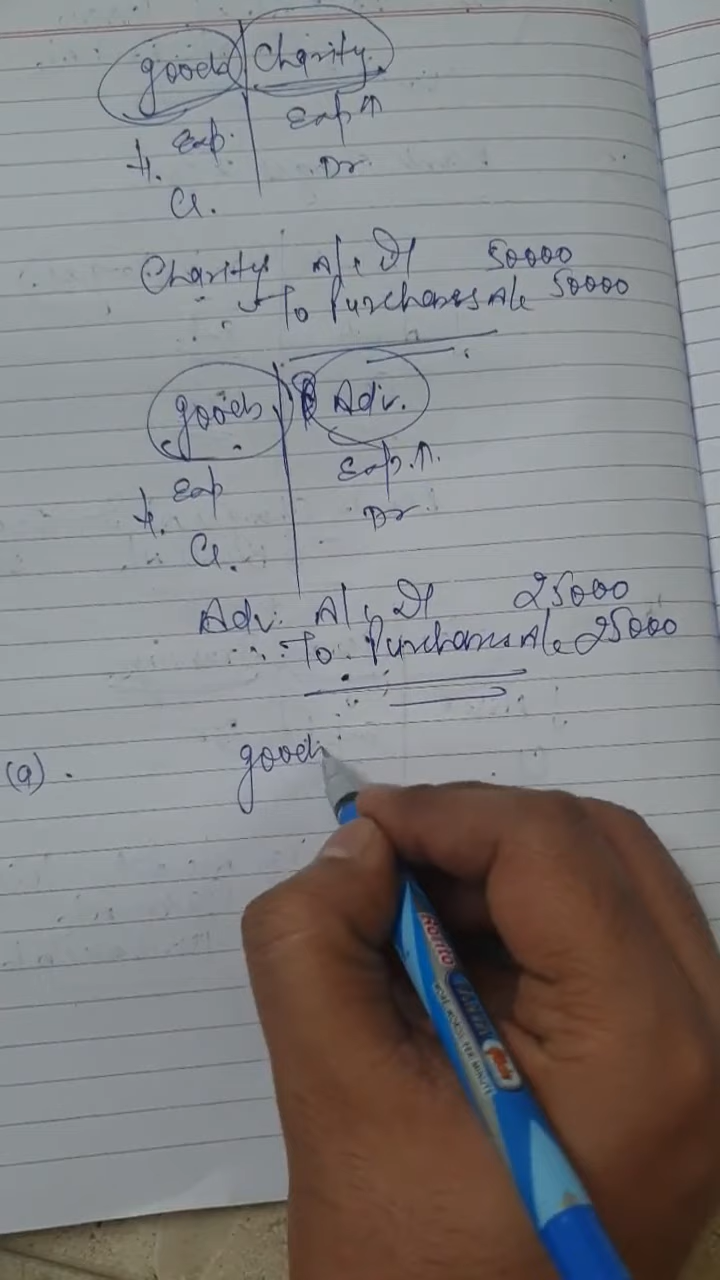 goods Charity
Exp. Exp ↑
↓. Dr.
Cr.
Charity A/c Dr 50000
To Purchases A/c 50000
goods Adv.
Exp Exp. ↑.
↓. Dr.
Cr.
Adv. A/c Dr 25000
To Purchases A/c 25000
(9). goods